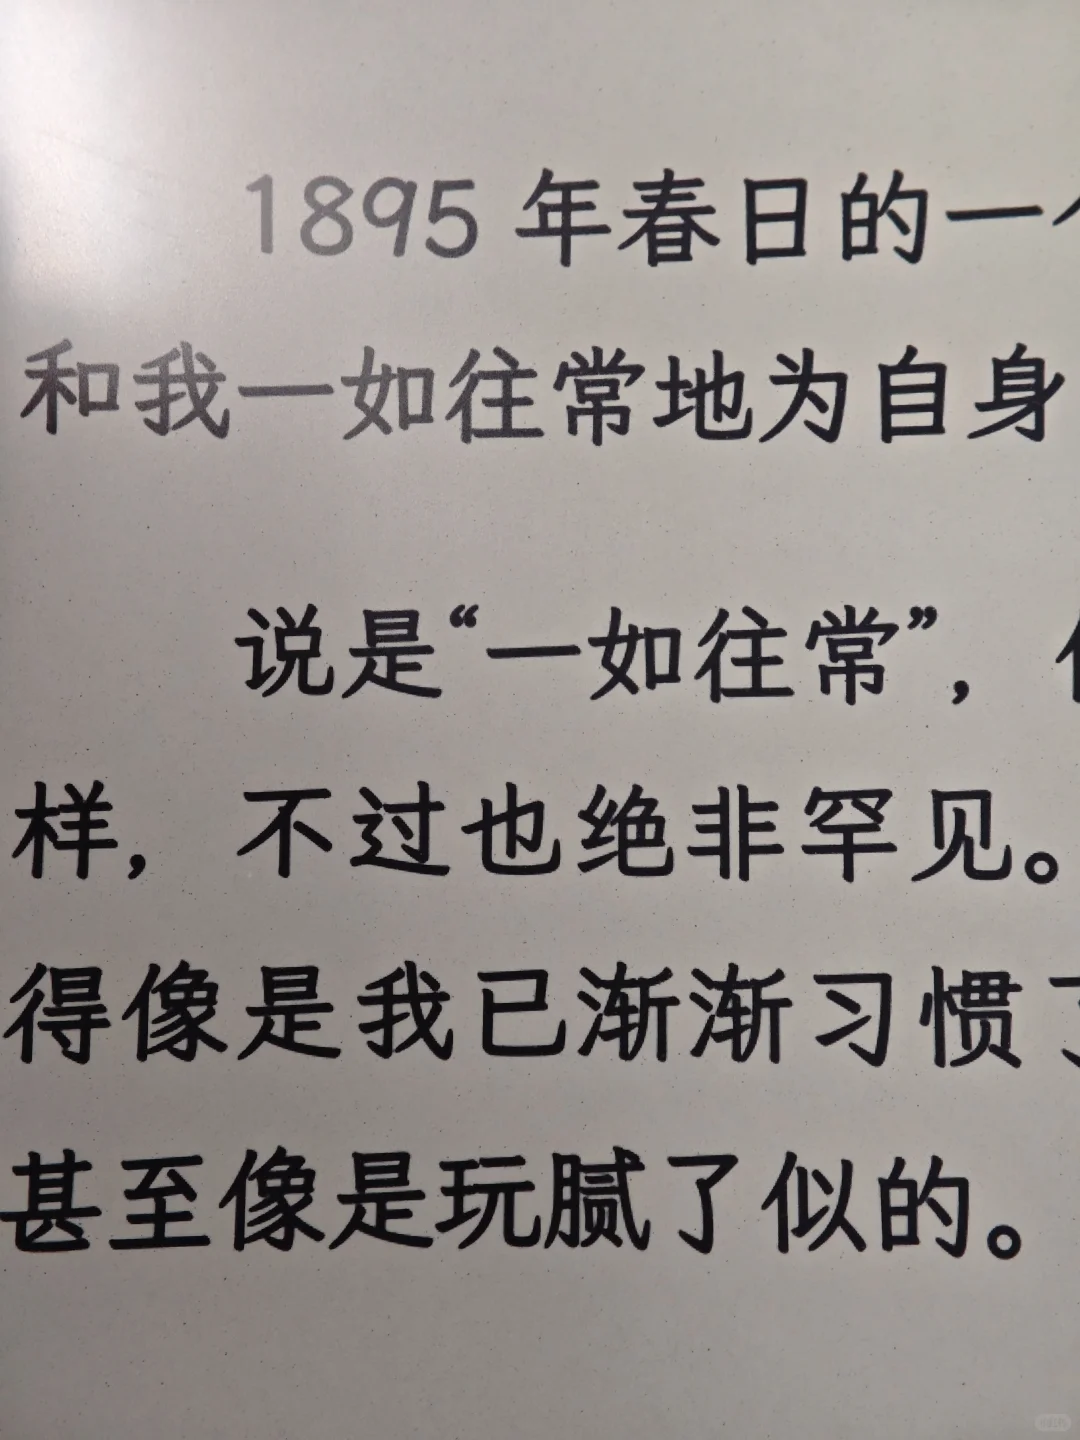 1895 年春日的一
和我一如往常地为自身
说是“一如往常”，
样，不过也绝非罕见。
得像是我已渐渐习惯了
甚至像是玩腻了似的。